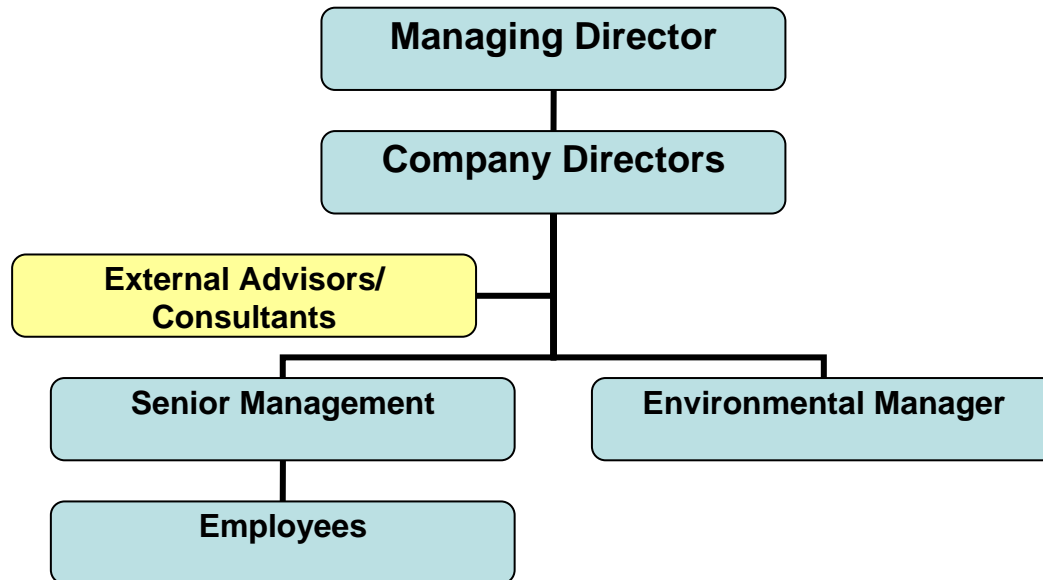 Managing Director
Company Directors
External Advisors/
Consultants
Senior Management
Environmental Manager
Employees